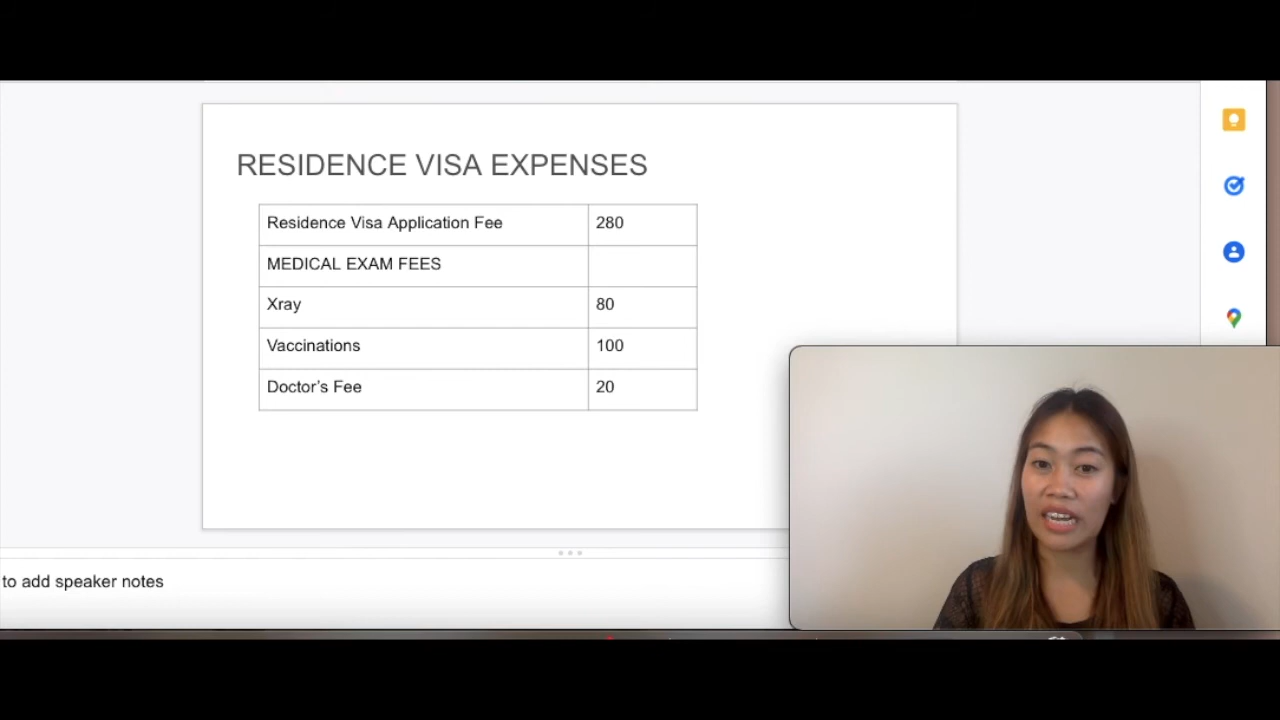 RESIDENCE VISA EXPENSES
Residence Visa Application Fee 280
MEDICAL EXAM FEES
Xray 80
Vaccinations 100
Doctor’s Fee 20
to add speaker notes